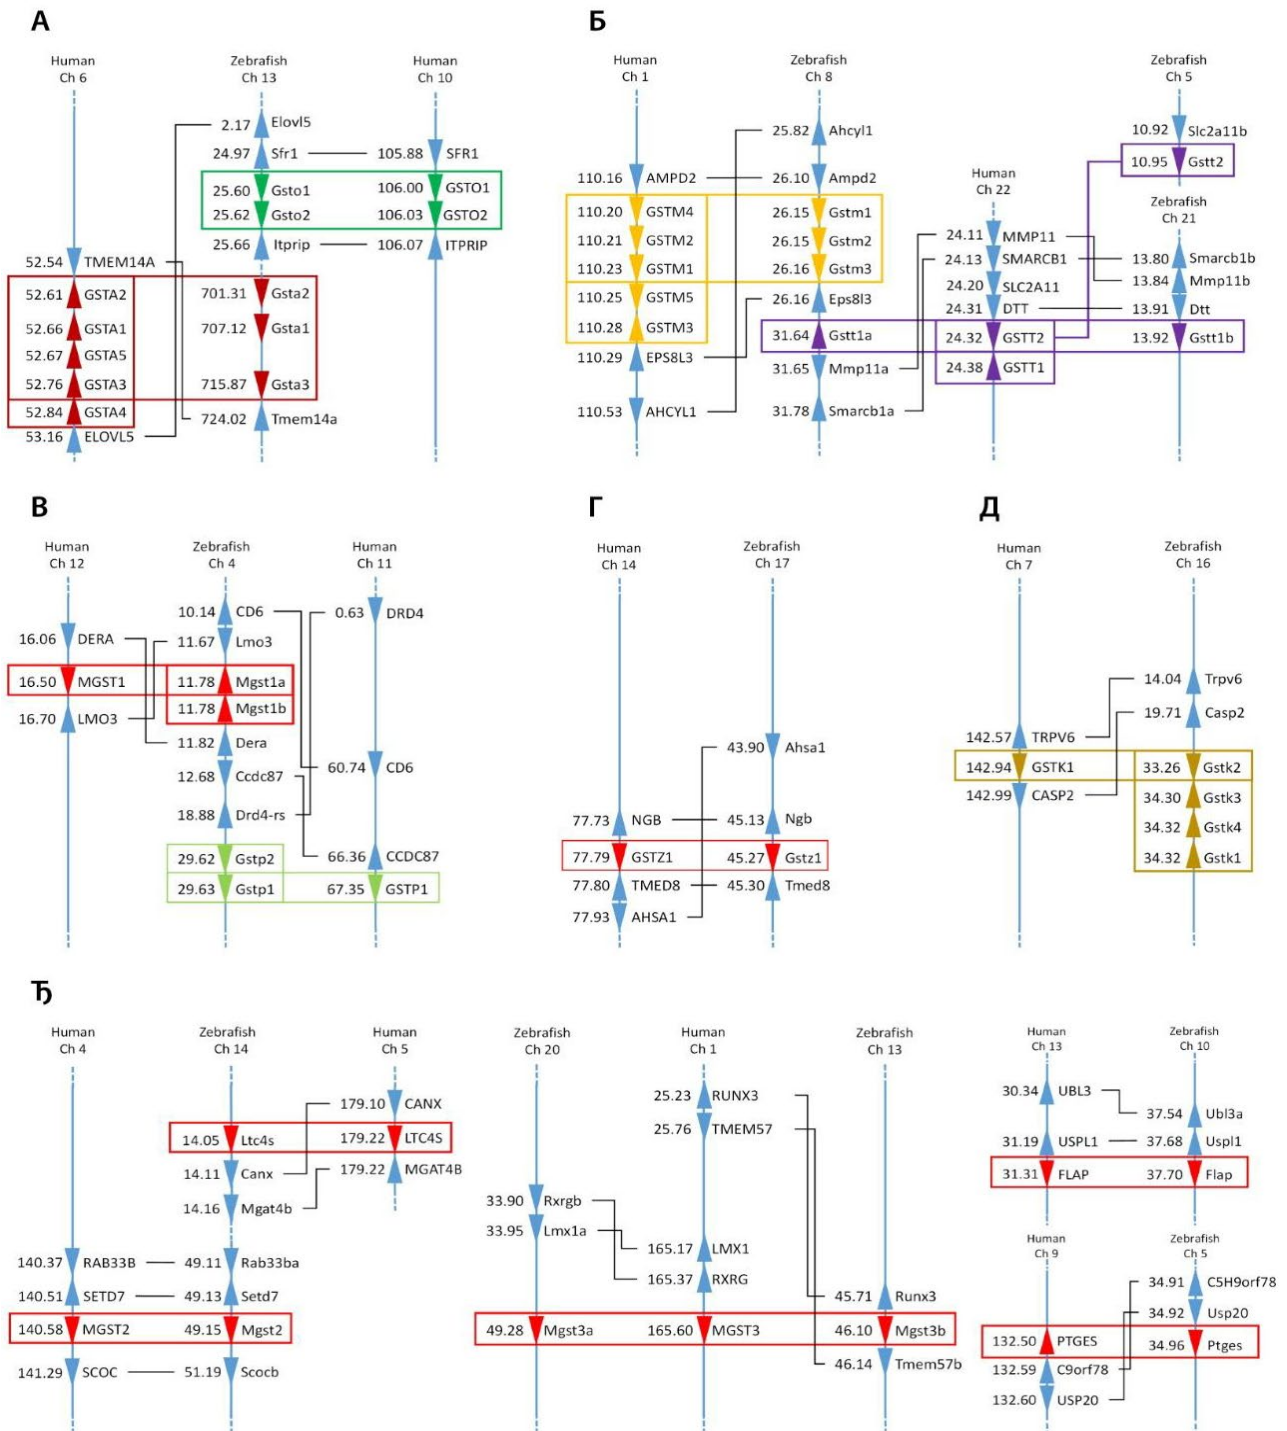 А
Human
Ch 6
Zebrafish
Ch 13
Human
Ch 10
2.17 Elovl5
24.97 Sfr1
105.88 SFR1
25.60 Gsto1
106.00 GSTO1
25.62 Gsto2
106.03 GSTO2
25.66 Itprip
106.07 ITPRIP
52.54 TMEM14A
52.61 GSTA2
701.31 Gsta2
52.66 GSTA1
707.12 Gsta1
52.67 GSTA5
52.76 GSTA3
715.87 Gsta3
52.84 GSTA4
724.02 Tmem14a
53.16 ELOVL5
Б
Human
Ch 1
Zebrafish
Ch 8
Human
Ch 22
Zebrafish
Ch 5
Zebrafish
Ch 21
110.16 AMPD2
110.20 GSTM4
110.21 GSTM2
110.23 GSTM1
110.25 GSTM5
110.28 GSTM3
110.29 EPS8L3
110.53 AHCYL1
25.82 Ahcyl1
26.10 Ampd2
26.15 Gstm1
26.15 Gstm2
26.16 Gstm3
26.16 Eps8l3
31.64 Gstt1a
31.65 Mmp11a
31.78 Smarcb1a
24.11 MMP11
24.13 SMARCB1
24.20 SLC2A11
24.31 DTT
24.32 GSTT2
24.38 GSTT1
10.92 Slc2a11b
10.95 Gstt2
13.80 Smarcb1b
13.84 Mmp11b
13.91 Dtt
13.92 Gstt1b
В
Human
Ch 12
Zebrafish
Ch 4
Human
Ch 11
16.06 DERA
16.50 MGST1
16.70 LMO3
10.14 CD6
11.67 Lmo3
11.78 Mgst1a
11.78 Mgst1b
11.82 Dera
12.68 Ccdc87
18.88 Drd4-rs
29.62 Gstp2
29.63 Gstp1
0.63 DRD4
60.74 CD6
66.36 CCDC87
67.35 GSTP1
Г
Human
Ch 14
Zebrafish
Ch 17
77.73 NGB
77.79 GSTZ1
77.80 TMED8
77.93 AHSA1
43.90 Ahsa1
45.13 Ngb
45.27 Gstz1
45.30 Tmed8
Д
Human
Ch 7
Zebrafish
Ch 16
142.57 TRPV6
142.94 GSTK1
142.99 CASP2
14.04 Trpv6
19.71 Casp2
33.26 Gstk2
34.30 Gstk3
34.32 Gstk4
34.32 Gstk1
Ђ
Human
Ch 4
Zebrafish
Ch 14
Human
Ch 5
140.37 RAB33B
140.51 SETD7
140.58 MGST2
141.29 SCOC
14.05 Ltc4s
14.11 Canx
14.16 Mgat4b
49.11 Rab33ba
49.13 Setd7
49.15 Mgst2
51.19 Scocb
179.10 CANX
179.22 LTC4S
179.22 MGAT4B
Zebrafish
Ch 20
Human
Ch 1
Zebrafish
Ch 13
33.90 Rxrgb
33.95 Lmx1a
49.28 Mgst3a
25.23 RUNX3
25.76 TMEM57
165.17 LMX1
165.37 RXRG
165.60 MGST3
45.71 Runx3
46.10 Mgst3b
46.14 Tmem57b
Human
Ch 13
Zebrafish
Ch 10
30.34 UBL3
31.19 USPL1
31.31 FLAP
37.54 Ubl3a
37.68 Uspl1
37.70 Flap
Human
Ch 9
Zebrafish
Ch 5
132.50 PTGES
132.59 C9orf78
132.60 USP20
34.91 C5H9orf78
34.92 Usp20
34.96 Ptges